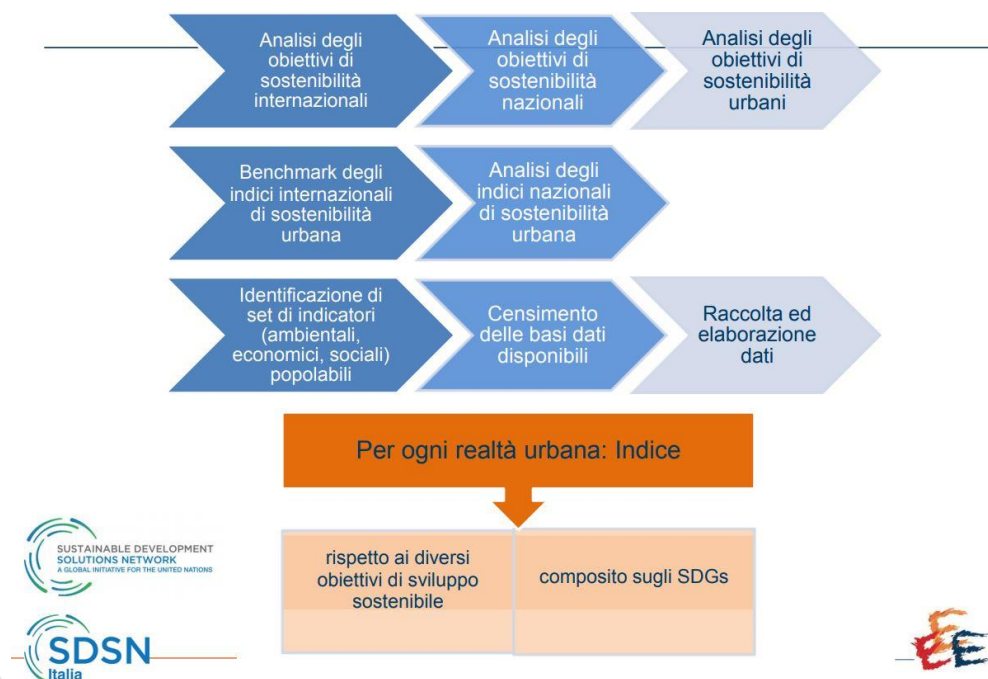 Analisi degli
obiettivi di
sostenibilità
internazionali
Analisi degli
obiettivi di
sostenibilità
nazionali
Analisi degli
obiettivi di
sostenibilità
urbani
Benchmark degli
indici internazionali
di sostenibilità
urbana
Analisi degli
indici nazionali
di sostenibilità
urbana
Identificazione di
set di indicatori
(ambientali,
economici, sociali)
popolabili
Censimento
delle basi dati
disponibili
Raccolta ed
elaborazione
dati
Per ogni realtà urbana: Indice
rispetto ai diversi
obiettivi di sviluppo
sostenibile
composito sugli SDGs
SUSTAINABLE DEVELOPMENT
SOLUTIONS NETWORK
A GLOBAL INITIATIVE FOR THE UNITED NATIONS
SDSN
Italia
EEE